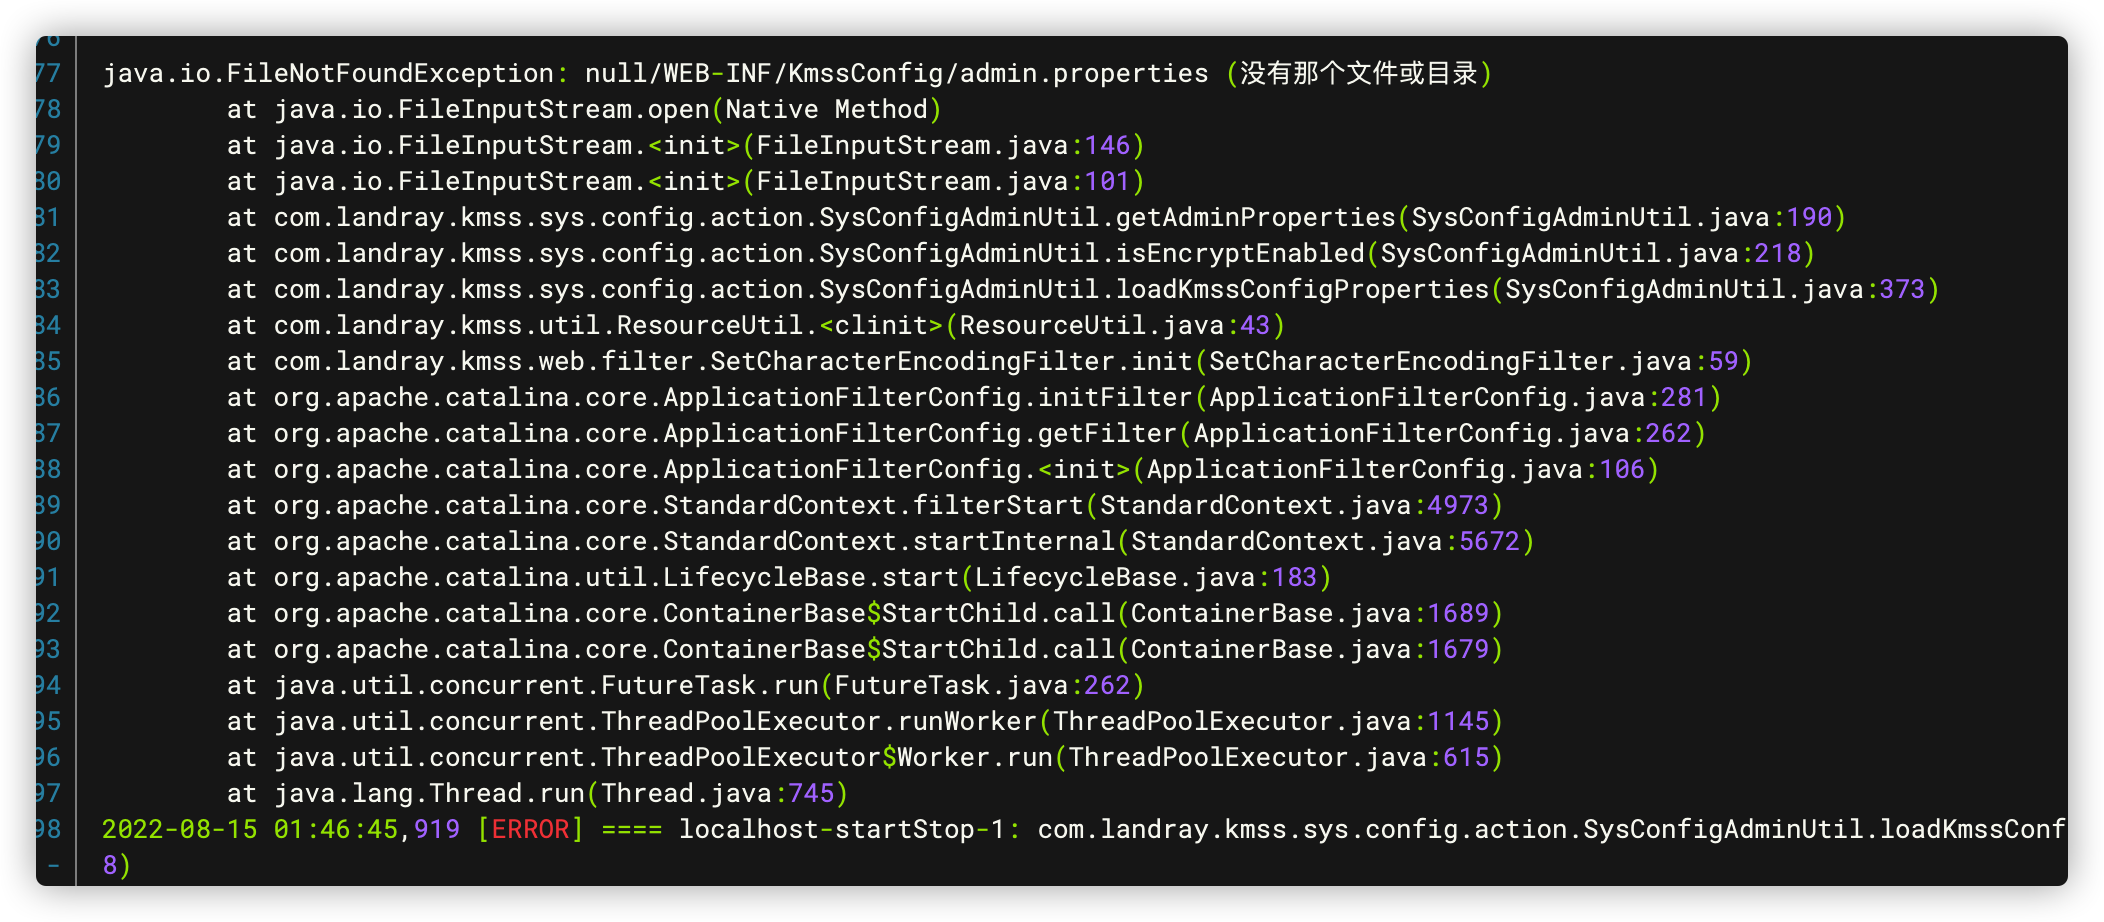 76
77 java.io.FileNotFoundException: null/WEB-INF/KmssConfig/admin.properties (没有那个文件或目录)
78 at java.io.FileInputStream.open(Native Method)
79 at java.io.FileInputStream.<init>(FileInputStream.java:146)
80 at java.io.FileInputStream.<init>(FileInputStream.java:101)
81 at com.landray.kmss.sys.config.action.SysConfigAdminUtil.getAdminProperties(SysConfigAdminUtil.java:190)
82 at com.landray.kmss.sys.config.action.SysConfigAdminUtil.isEncryptEnabled(SysConfigAdminUtil.java:218)
83 at com.landray.kmss.sys.config.action.SysConfigAdminUtil.loadKmssConfigProperties(SysConfigAdminUtil.java:373)
84 at com.landray.kmss.util.ResourceUtil.<clinit>(ResourceUtil.java:43)
85 at com.landray.kmss.web.filter.SetCharacterEncodingFilter.init(SetCharacterEncodingFilter.java:59)
86 at org.apache.catalina.core.ApplicationFilterConfig.initFilter(ApplicationFilterConfig.java:281)
87 at org.apache.catalina.core.ApplicationFilterConfig.getFilter(ApplicationFilterConfig.java:262)
88 at org.apache.catalina.core.ApplicationFilterConfig.<init>(ApplicationFilterConfig.java:106)
89 at org.apache.catalina.core.StandardContext.filterStart(StandardContext.java:4973)
90 at org.apache.catalina.core.StandardContext.startInternal(StandardContext.java:5672)
91 at org.apache.catalina.util.LifecycleBase.start(LifecycleBase.java:183)
92 at org.apache.catalina.core.ContainerBase$StartChild.call(ContainerBase.java:1689)
93 at org.apache.catalina.core.ContainerBase$StartChild.call(ContainerBase.java:1679)
94 at java.util.concurrent.FutureTask.run(FutureTask.java:262)
95 at java.util.concurrent.ThreadPoolExecutor.runWorker(ThreadPoolExecutor.java:1145)
96 at java.util.concurrent.ThreadPoolExecutor$Worker.run(ThreadPoolExecutor.java:615)
97 at java.lang.Thread.run(Thread.java:745)
98 2022-08-15 01:46:45,919 [ERROR] ==== localhost-startStop-1: com.landray.kmss.sys.config.action.SysConfigAdminUtil.loadKmssConf
- 8)